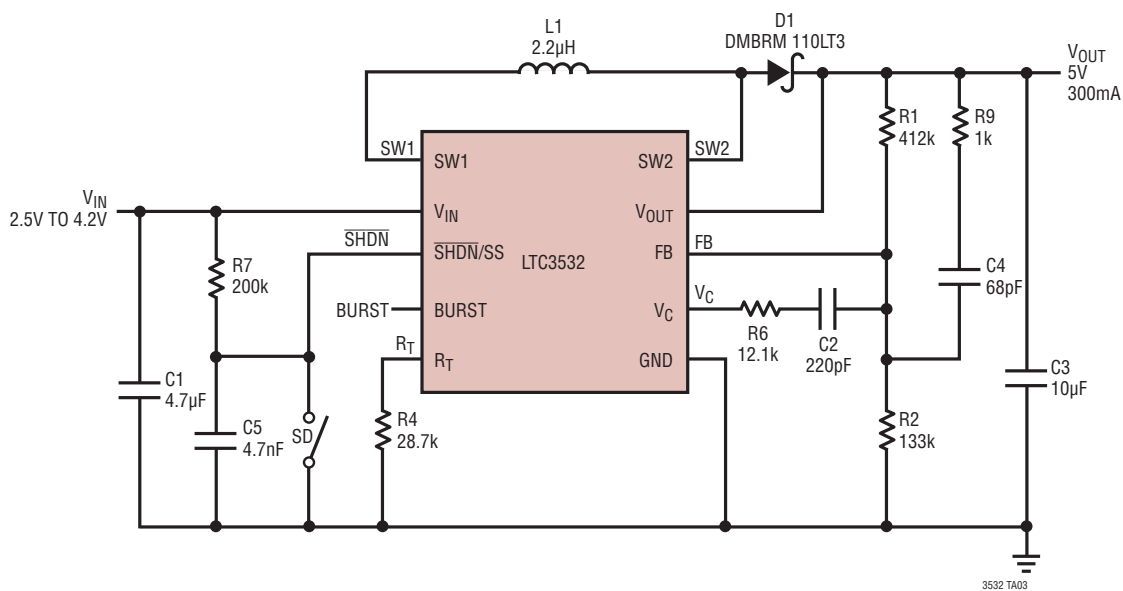 L1
2.2µH
D1
DMBRM 110LT3
VOUT
5V
300mA
R1
412k
R9
1k
SW1
SW1
SW2
SW2
VIN
2.5V TO 4.2V
VIN
VOUT
SHDN
SHDN/SS
LTC3532
FB
FB
R7
200k
C4
68pF
BURST
BURST
VC
VC
R6
12.1k
C2
220pF
RT
RT
GND
C1
4.7µF
C3
10µF
C5
4.7nF
SD
R4
28.7k
R2
133k
3532 TA03